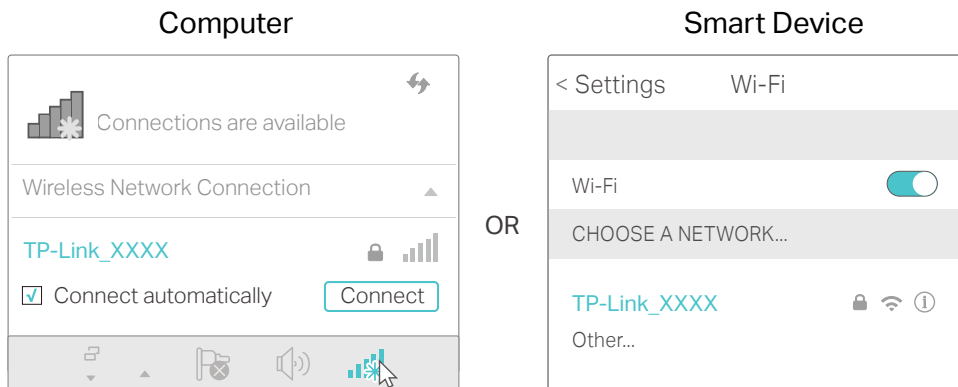 Computer
Connections are available
Wireless Network Connection
TP-Link_XXXX
Connect automatically
Connect
OR
Smart Device
< Settings
Wi-Fi
Wi-Fi
CHOOSE A NETWORK...
TP-Link_XXXX
Other...